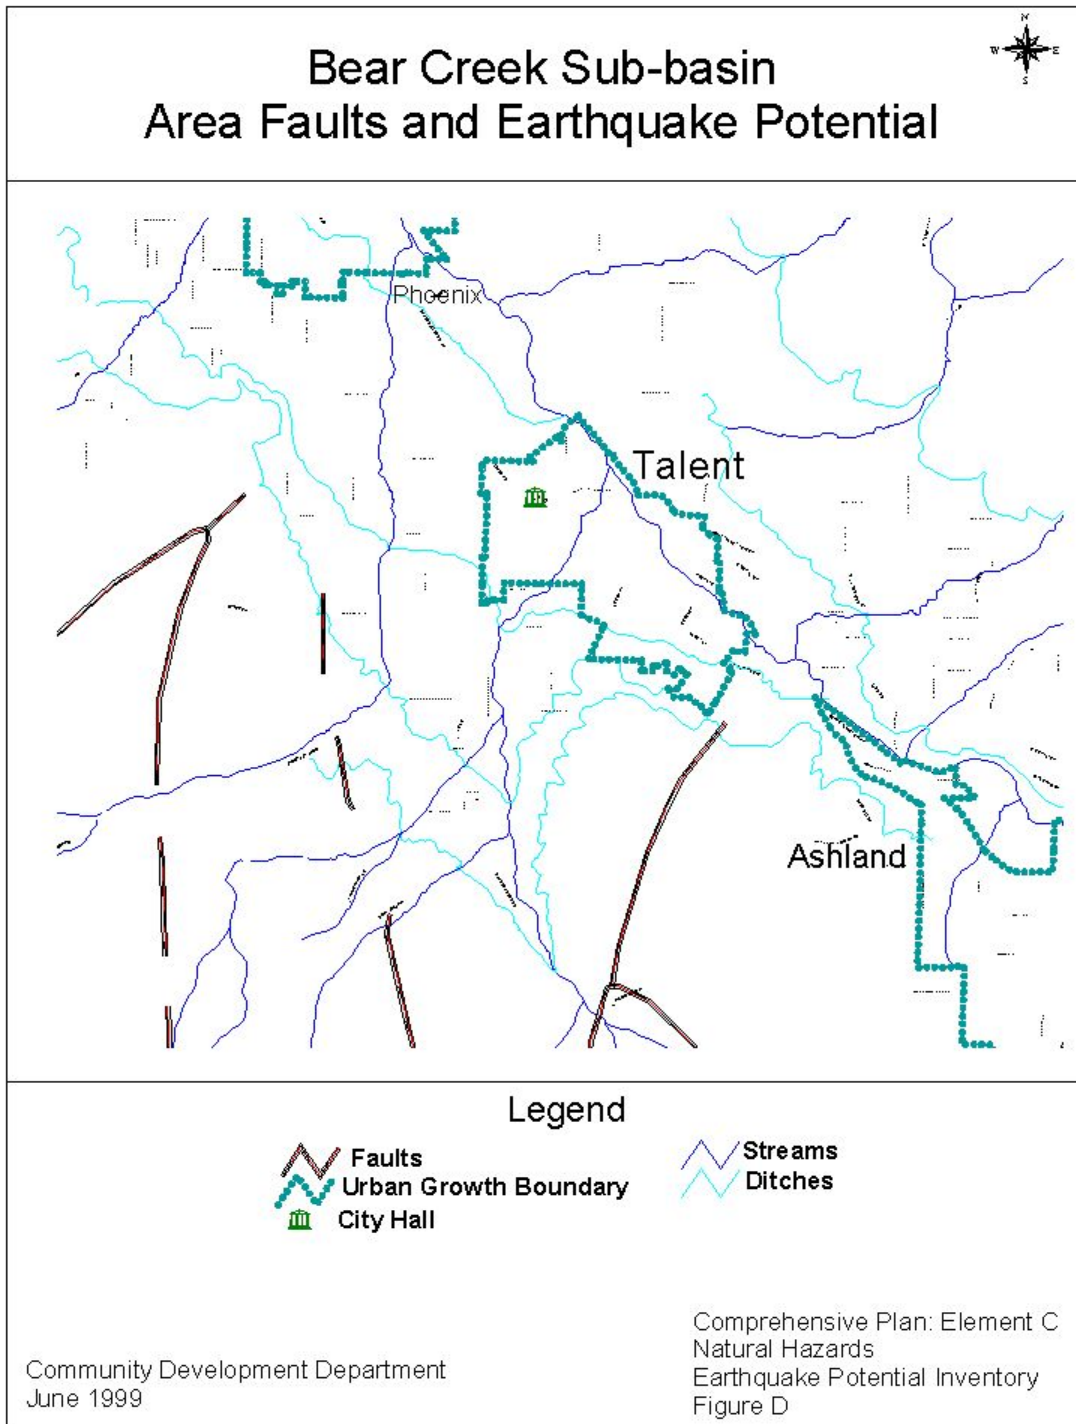 N
W E
S
Bear Creek Sub-basin
Area Faults and Earthquake Potential
Phoenix
Talent
Ashland
Legend
Faults
Urban Growth Boundary
City Hall
Streams
Ditches
Community Development Department
June 1999
Comprehensive Plan: Element C
Natural Hazards
Earthquake Potential Inventory
Figure D